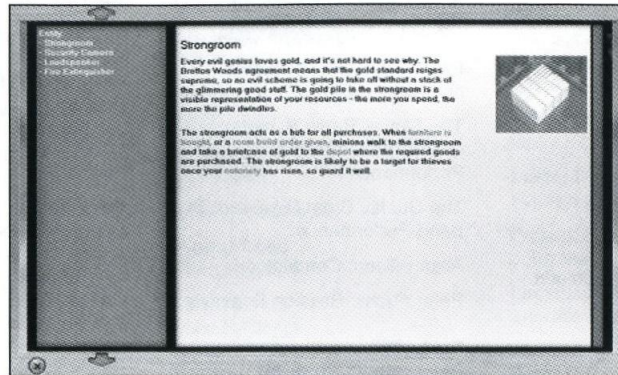 Entity
- Strongroom
- Security Camera
- Loudspeaker
- Fire Extinguisher
Strongroom
Every evil genius loves gold, and it's not hard to see why. The
Bretton Woods agreement means that the gold standard reigns
supreme, so no evil scheme is going to take off without a stack of
the glimmering good stuff. The gold pile in the strongroom is a
visible representation of your resources - the more you spend, the
more the pile dwindles.
The strongroom acts as a hub for all purchases. When furniture is
bought, or a room build order given, minions walk to the strongroom
and take a briefcase of gold to the depot where the required goods
are purchased. The strongroom is likely to be a target for thieves
once your notoriety has risen, so guard it well.